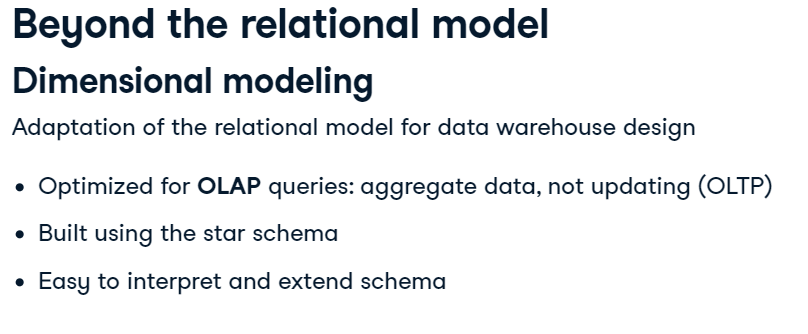 Beyond the relational model
Dimensional modeling
Adaptation of the relational model for data warehouse design
• Optimized for OLAP queries: aggregate data, not updating (OLTP)
• Built using the star schema
• Easy to interpret and extend schema